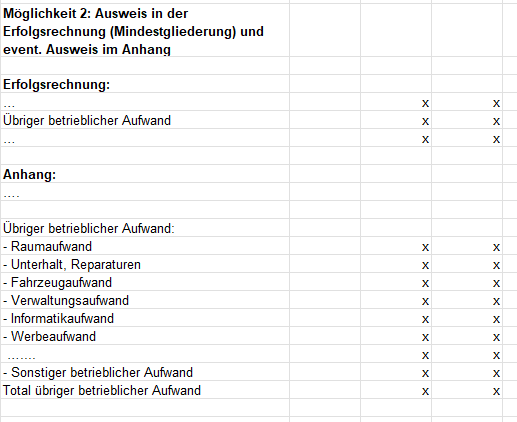 Möglichkeit 2: Ausweis in der
Erfolgsrechnung (Mindestgliederung) und
event. Ausweis im Anhang
Erfolgsrechnung:
... x x
Übriger betrieblicher Aufwand x x
... x x
Anhang:
....
Übriger betrieblicher Aufwand:
- Raumaufwand x x
- Unterhalt, Reparaturen x x
- Fahrzeugaufwand x x
- Verwaltungsaufwand x x
- Informatikaufwand x x
- Werbeaufwand x x
....... x x
- Sonstiger betrieblicher Aufwand x x
Total übriger betrieblicher Aufwand x x